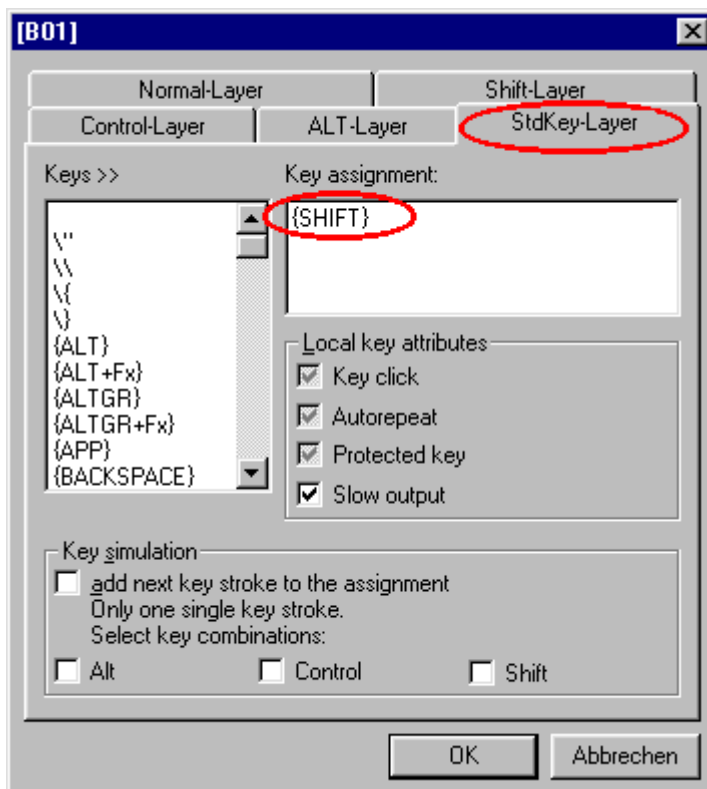 [B01]
Normal-Layer
Shift-Layer
Control-Layer
ALT-Layer
StdKey-Layer
Keys >>
\"
\\
\{
\}
{ALT}
{ALT+Fx}
{ALTGR}
{ALTGR+Fx}
{APP}
{BACKSPACE}
Key assignment:
{SHIFT}
Local key attributes
Key click
Autorepeat
Protected key
Slow output
Key simulation
add next key stroke to the assignment
Only one single key stroke.
Select key combinations:
Alt
Control
Shift
OK
Abbrechen